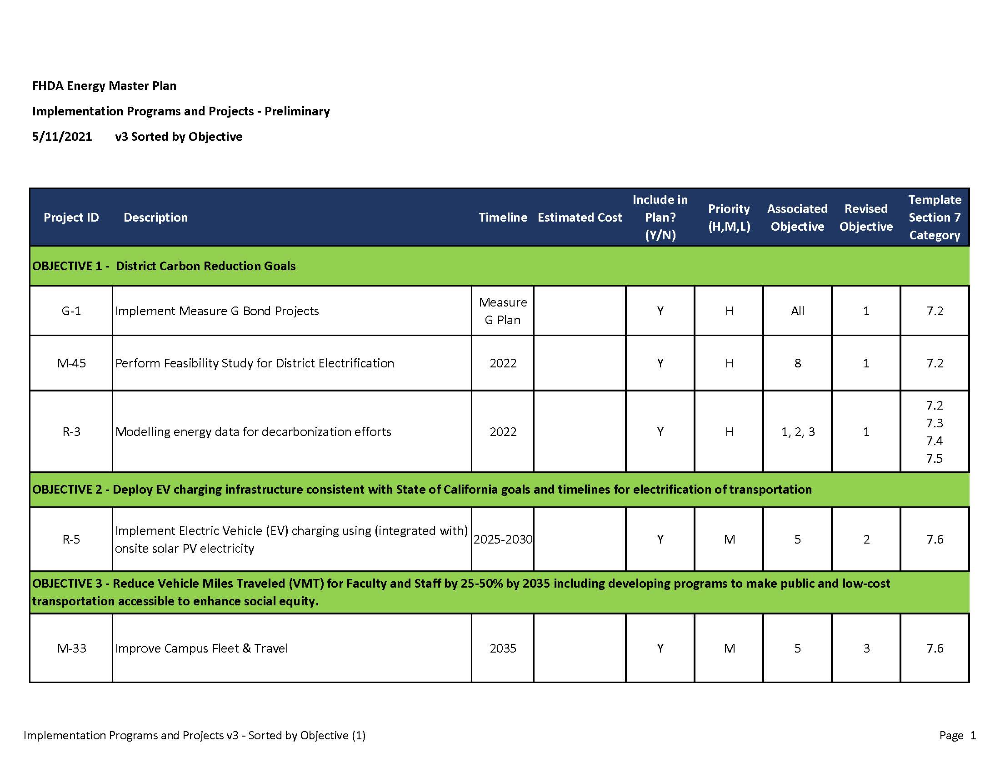 FHDA Energy Master Plan
Implementation Programs and Projects - Preliminary
5/11/2021 v3 Sorted by Objective
Project ID Description Timeline Estimated Cost Include in Plan? (Y/N) Priority (H,M,L) Associated Objective Revised Objective Template Section 7 Category
OBJECTIVE 1 - District Carbon Reduction Goals
G-1 Implement Measure G Bond Projects Measure G Plan Y H All 1 7.2
M-45 Perform Feasibility Study for District Electrification 2022 Y H 8 1 7.2
R-3 Modelling energy data for decarbonization efforts 2022 Y H 1, 2, 3 1 7.2 7.3 7.4 7.5
OBJECTIVE 2 - Deploy EV charging infrastructure consistent with State of California goals and timelines for electrification of transportation
R-5 Implement Electric Vehicle (EV) charging using (integrated with) onsite solar PV electricity 2025-2030 Y M 5 2 7.6
OBJECTIVE 3 - Reduce Vehicle Miles Traveled (VMT) for Faculty and Staff by 25-50% by 2035 including developing programs to make public and low-cost
transportation accessible to enhance social equity.
M-33 Improve Campus Fleet & Travel 2035 Y M 5 3 7.6
Implementation Programs and Projects v3 - Sorted by Objective (1) Page 1